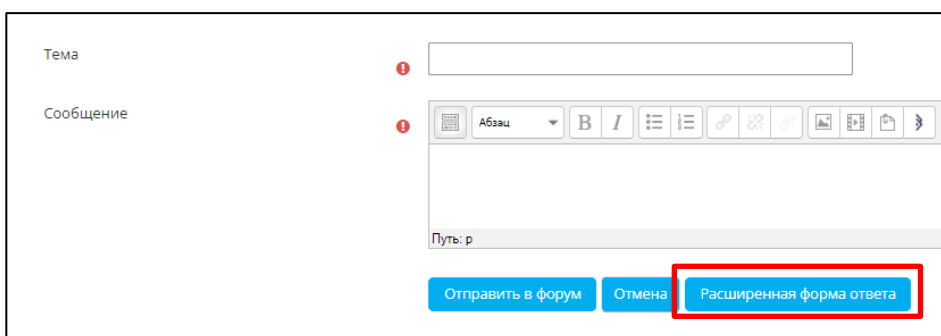 Тема
Сообщение
Абзац
B I
Путь: p
Отправить в форум Отмена Расширенная форма ответа